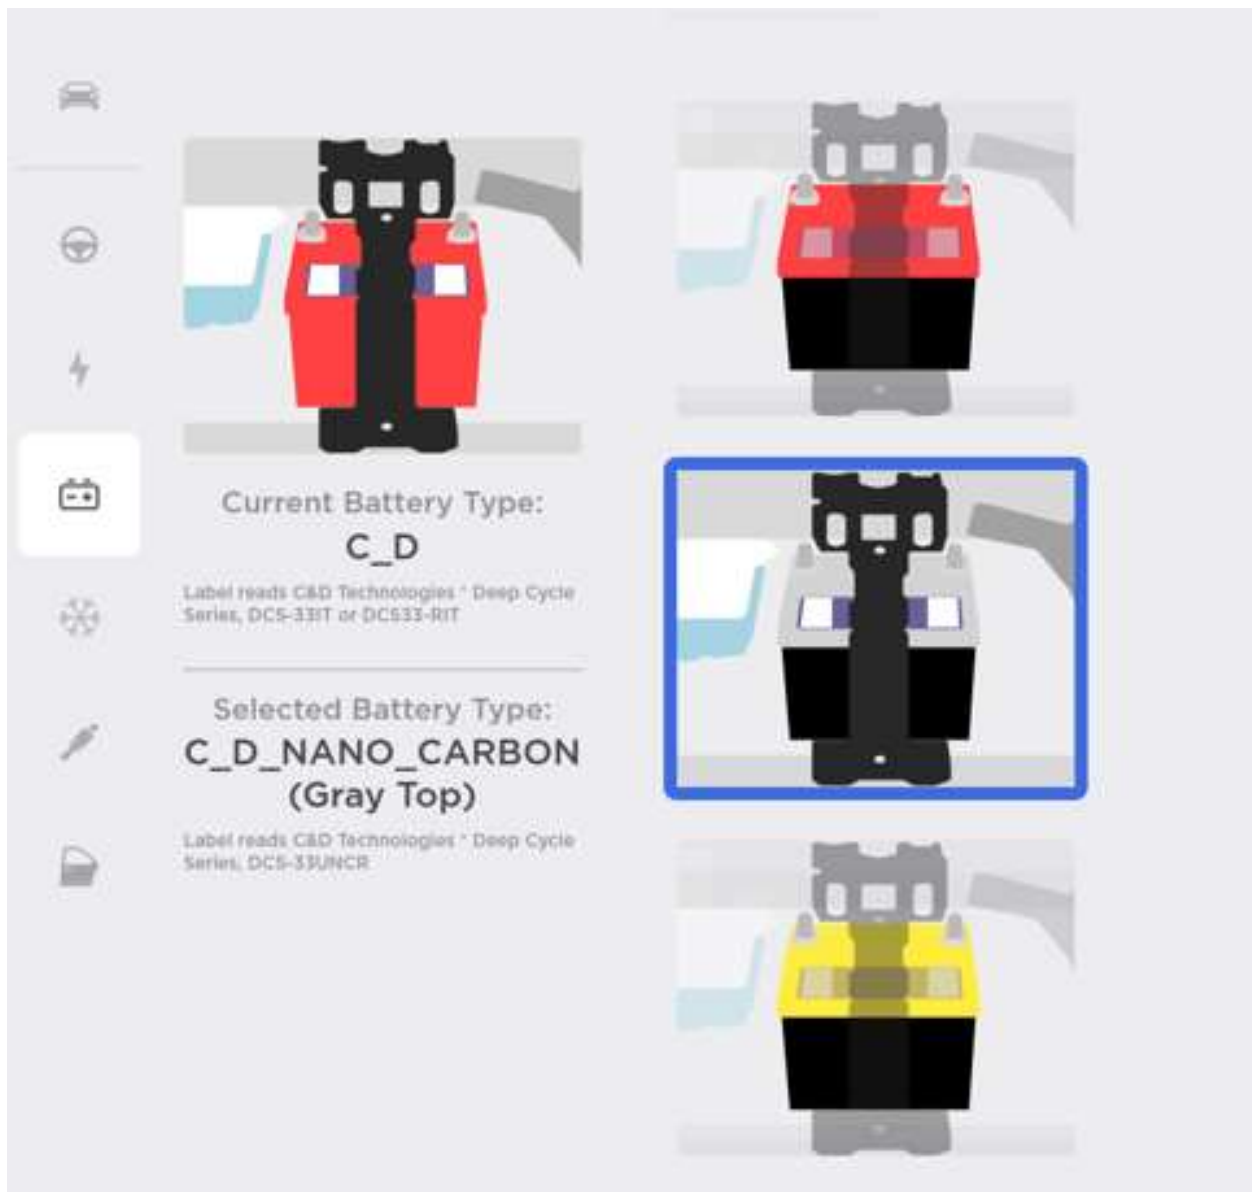 Current Battery Type:
C_D
Label reads C&D Technologies * Deep Cycle
Series, DCS-33IT or DCS33-RIT
Selected Battery Type:
C_D_NANO_CARBON
(Gray Top)
Label reads C&D Technologies * Deep Cycle
Series, DCS-33UNCR